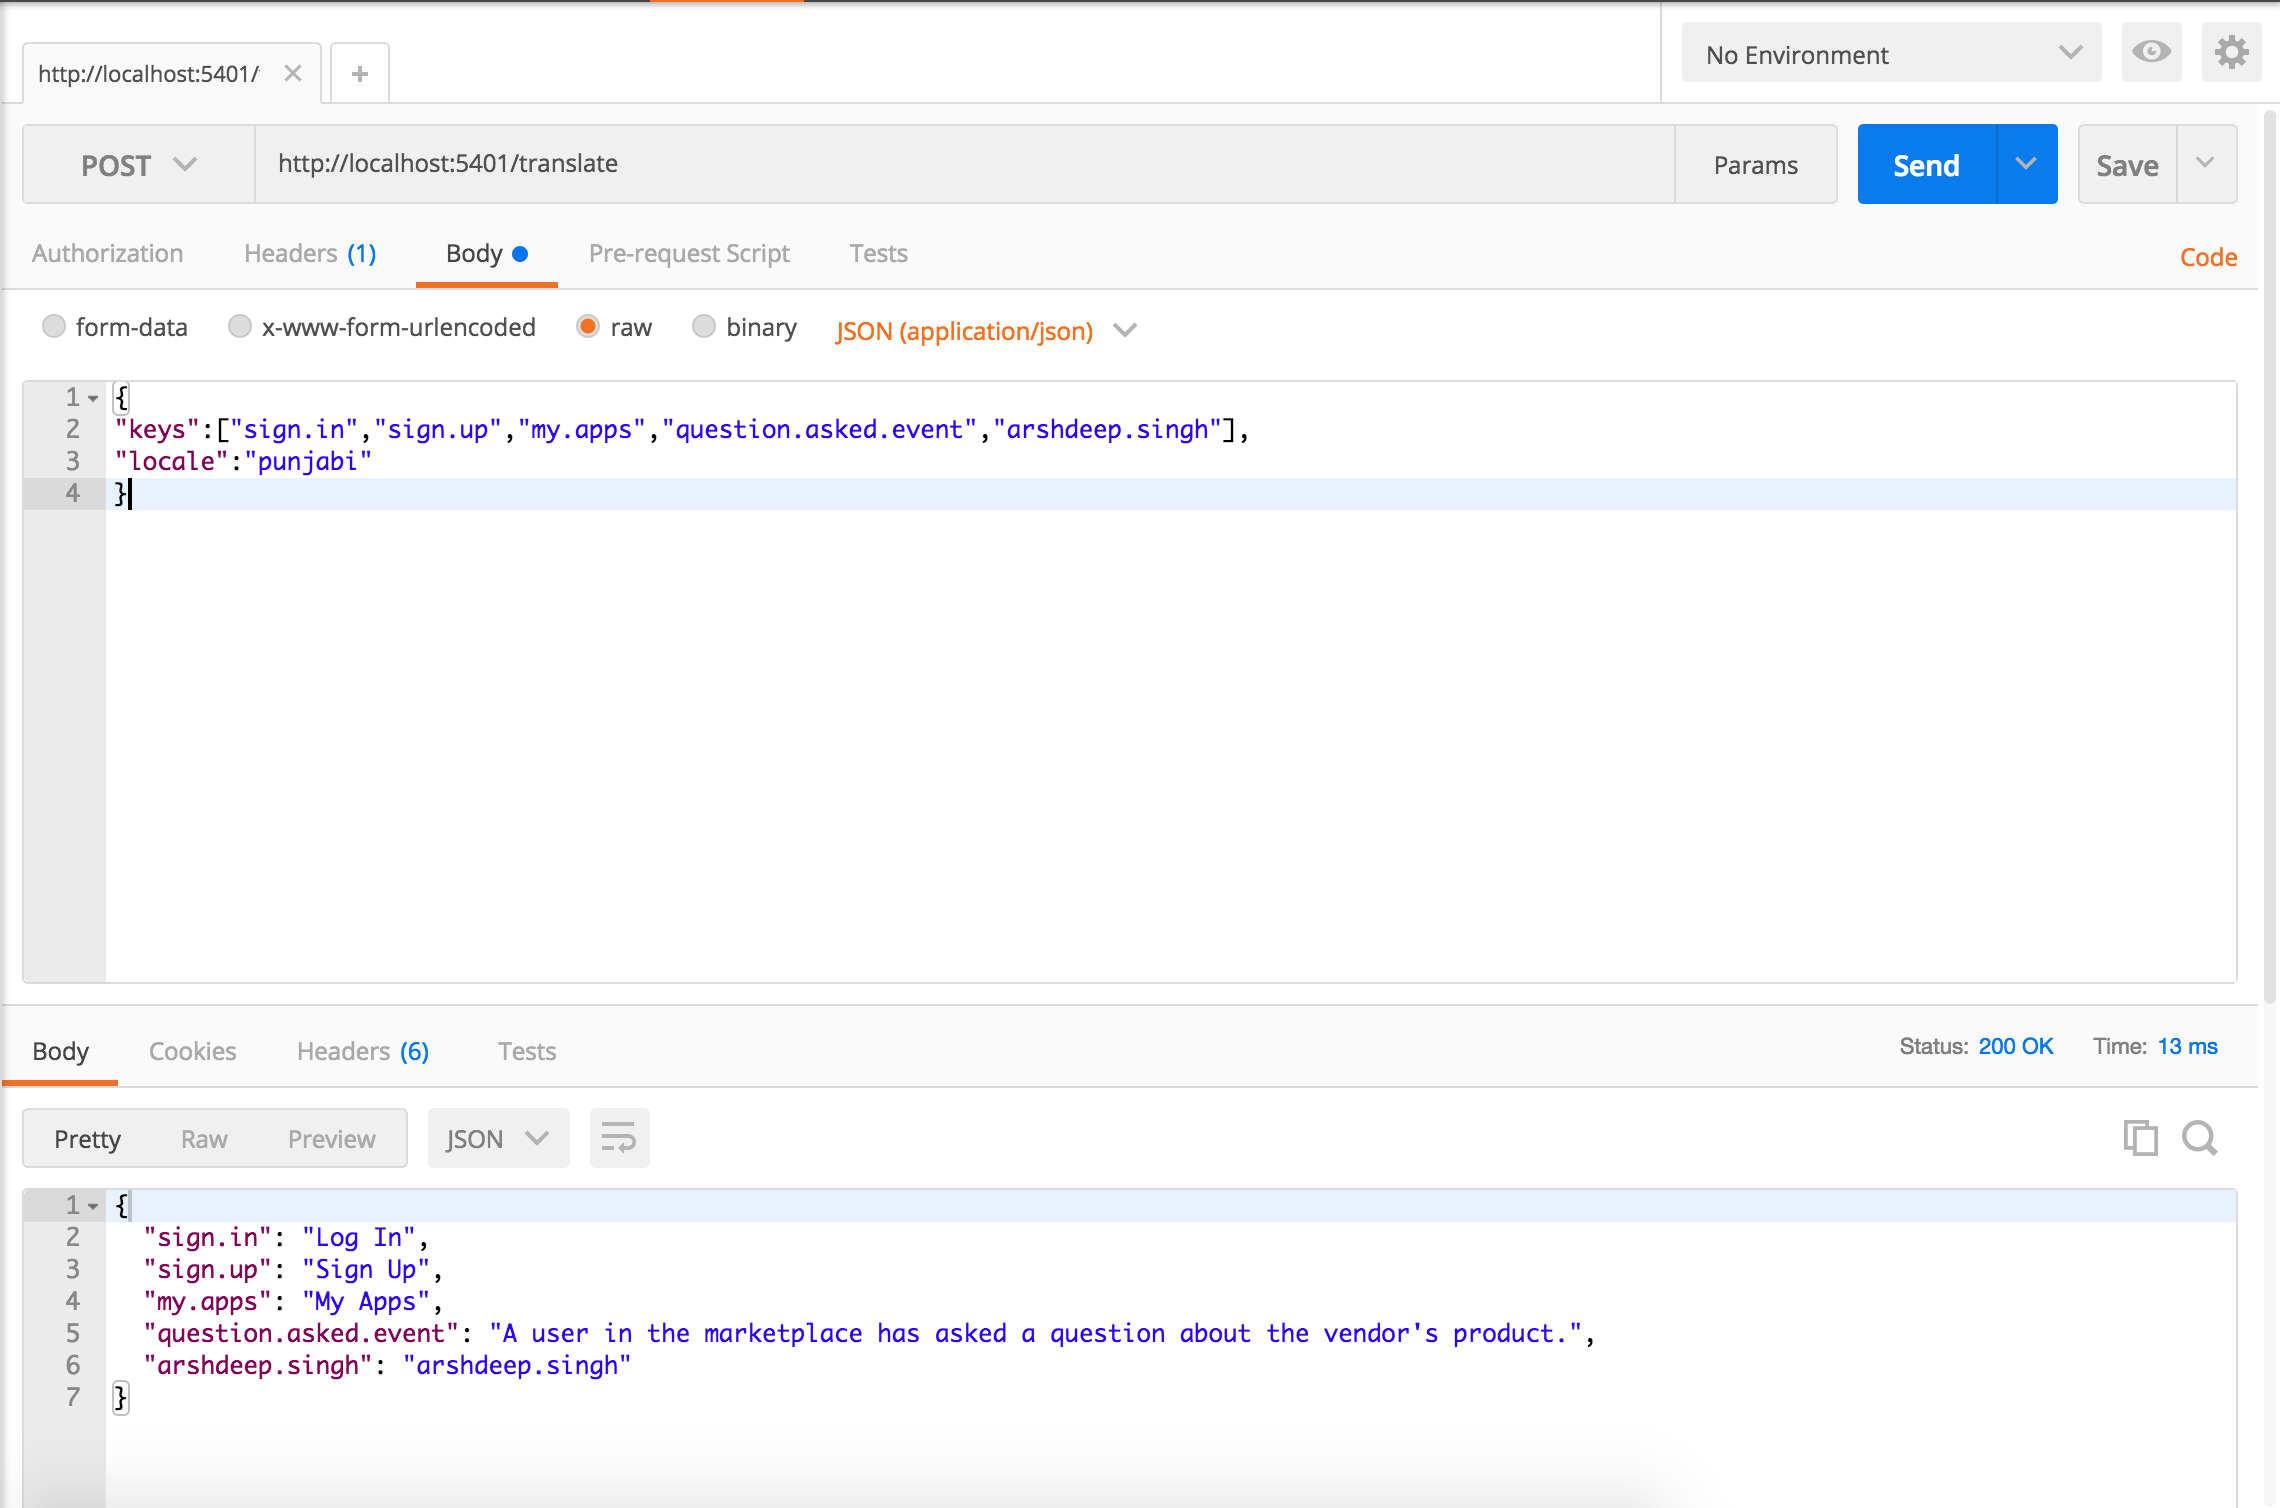 http://localhost:5401/
No Environment
POST http://localhost:5401/translate Params Send Save
Authorization Headers (1) Body Pre-request Script Tests Code
form-data x-www-form-urlencoded raw binary JSON (application/json)
1 {
2 "keys":["sign.in","sign.up","my.apps","question.asked.event","arshdeep.singh"],
3 "locale":"punjabi"
4 }
Body Cookies Headers (6) Tests Status: 200 OK Time: 13 ms
Pretty Raw Preview JSON
1 {
2 "sign.in": "Log In",
3 "sign.up": "Sign Up",
4 "my.apps": "My Apps",
5 "question.asked.event": "A user in the marketplace has asked a question about the vendor's product.",
6 "arshdeep.singh": "arshdeep.singh"
7 }